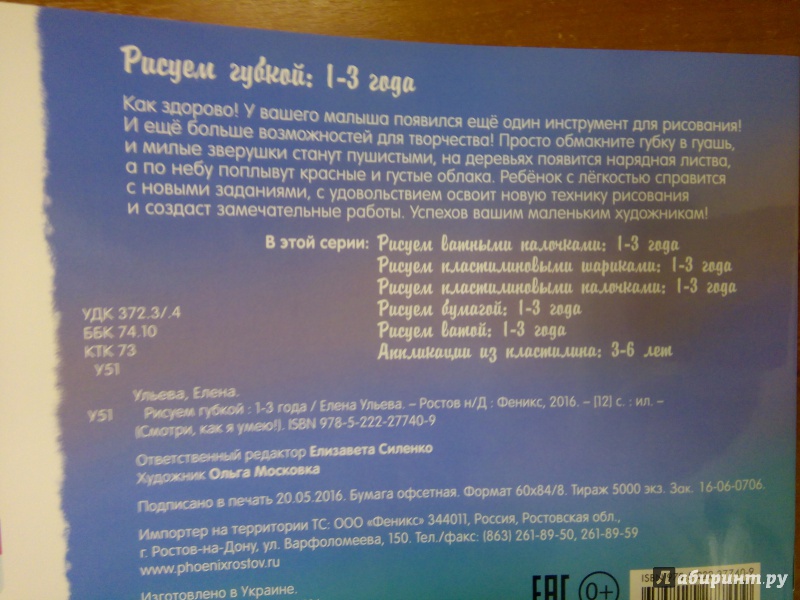 Рисуем губкой: 1-3 года
Как здорово! У вашего малыша появился ещё один инструмент для рисования!
И ещё больше возможностей для творчества! Просто обмакните губку в гуашь,
и милые зверушки станут пушистыми, на деревьях появится нарядная листва,
а по небу поплывут красные и густые облака. Ребёнок с лёгкостью справится
с новыми заданиями, с удовольствием освоит новую технику рисования
и создаст замечательные работы. Успехов вашим маленьким художникам!
В этой серии: Рисуем ватными палочками: 1-3 года
Рисуем пластилиновыми шариками: 1-3 года
Рисуем пластилиновыми палочками: 1-3 года
Рисуем бумагой: 1-3 года
Рисуем ватой: 1-3 года
Аппликации из пластилина: 3-6 лет
УДК 372.3/.4
ББК 74.10
КТК 73
У51
Ульева, Елена.
У51 Рисуем губкой : 1-3 года / Елена Ульева. – Ростов н/Д : Феникс, 2016. – (12) с. : ил. –
(Смотри, как я умею!). ISBN 978-5-222-27740-9
Ответственный редактор Елизавета Силенко
Художник Ольга Московка
Подписано в печать 20.05.2016. Бумага офсетная. Формат 60х84/8. Тираж 5000 экз. Зак. 16-06-0706.
Импортер на территории ТС: ООО «Феникс» 344011, Россия, Ростовская обл.,
г. Ростов-на-Дону, ул. Варфоломеева, 150. Тел./факс: (863) 261-89-50, 261-89-59
www.phoenixrostov.ru
Изготовлено в Украине.
EAC 0+
ISBN 27740-9
Лабиринт.ру